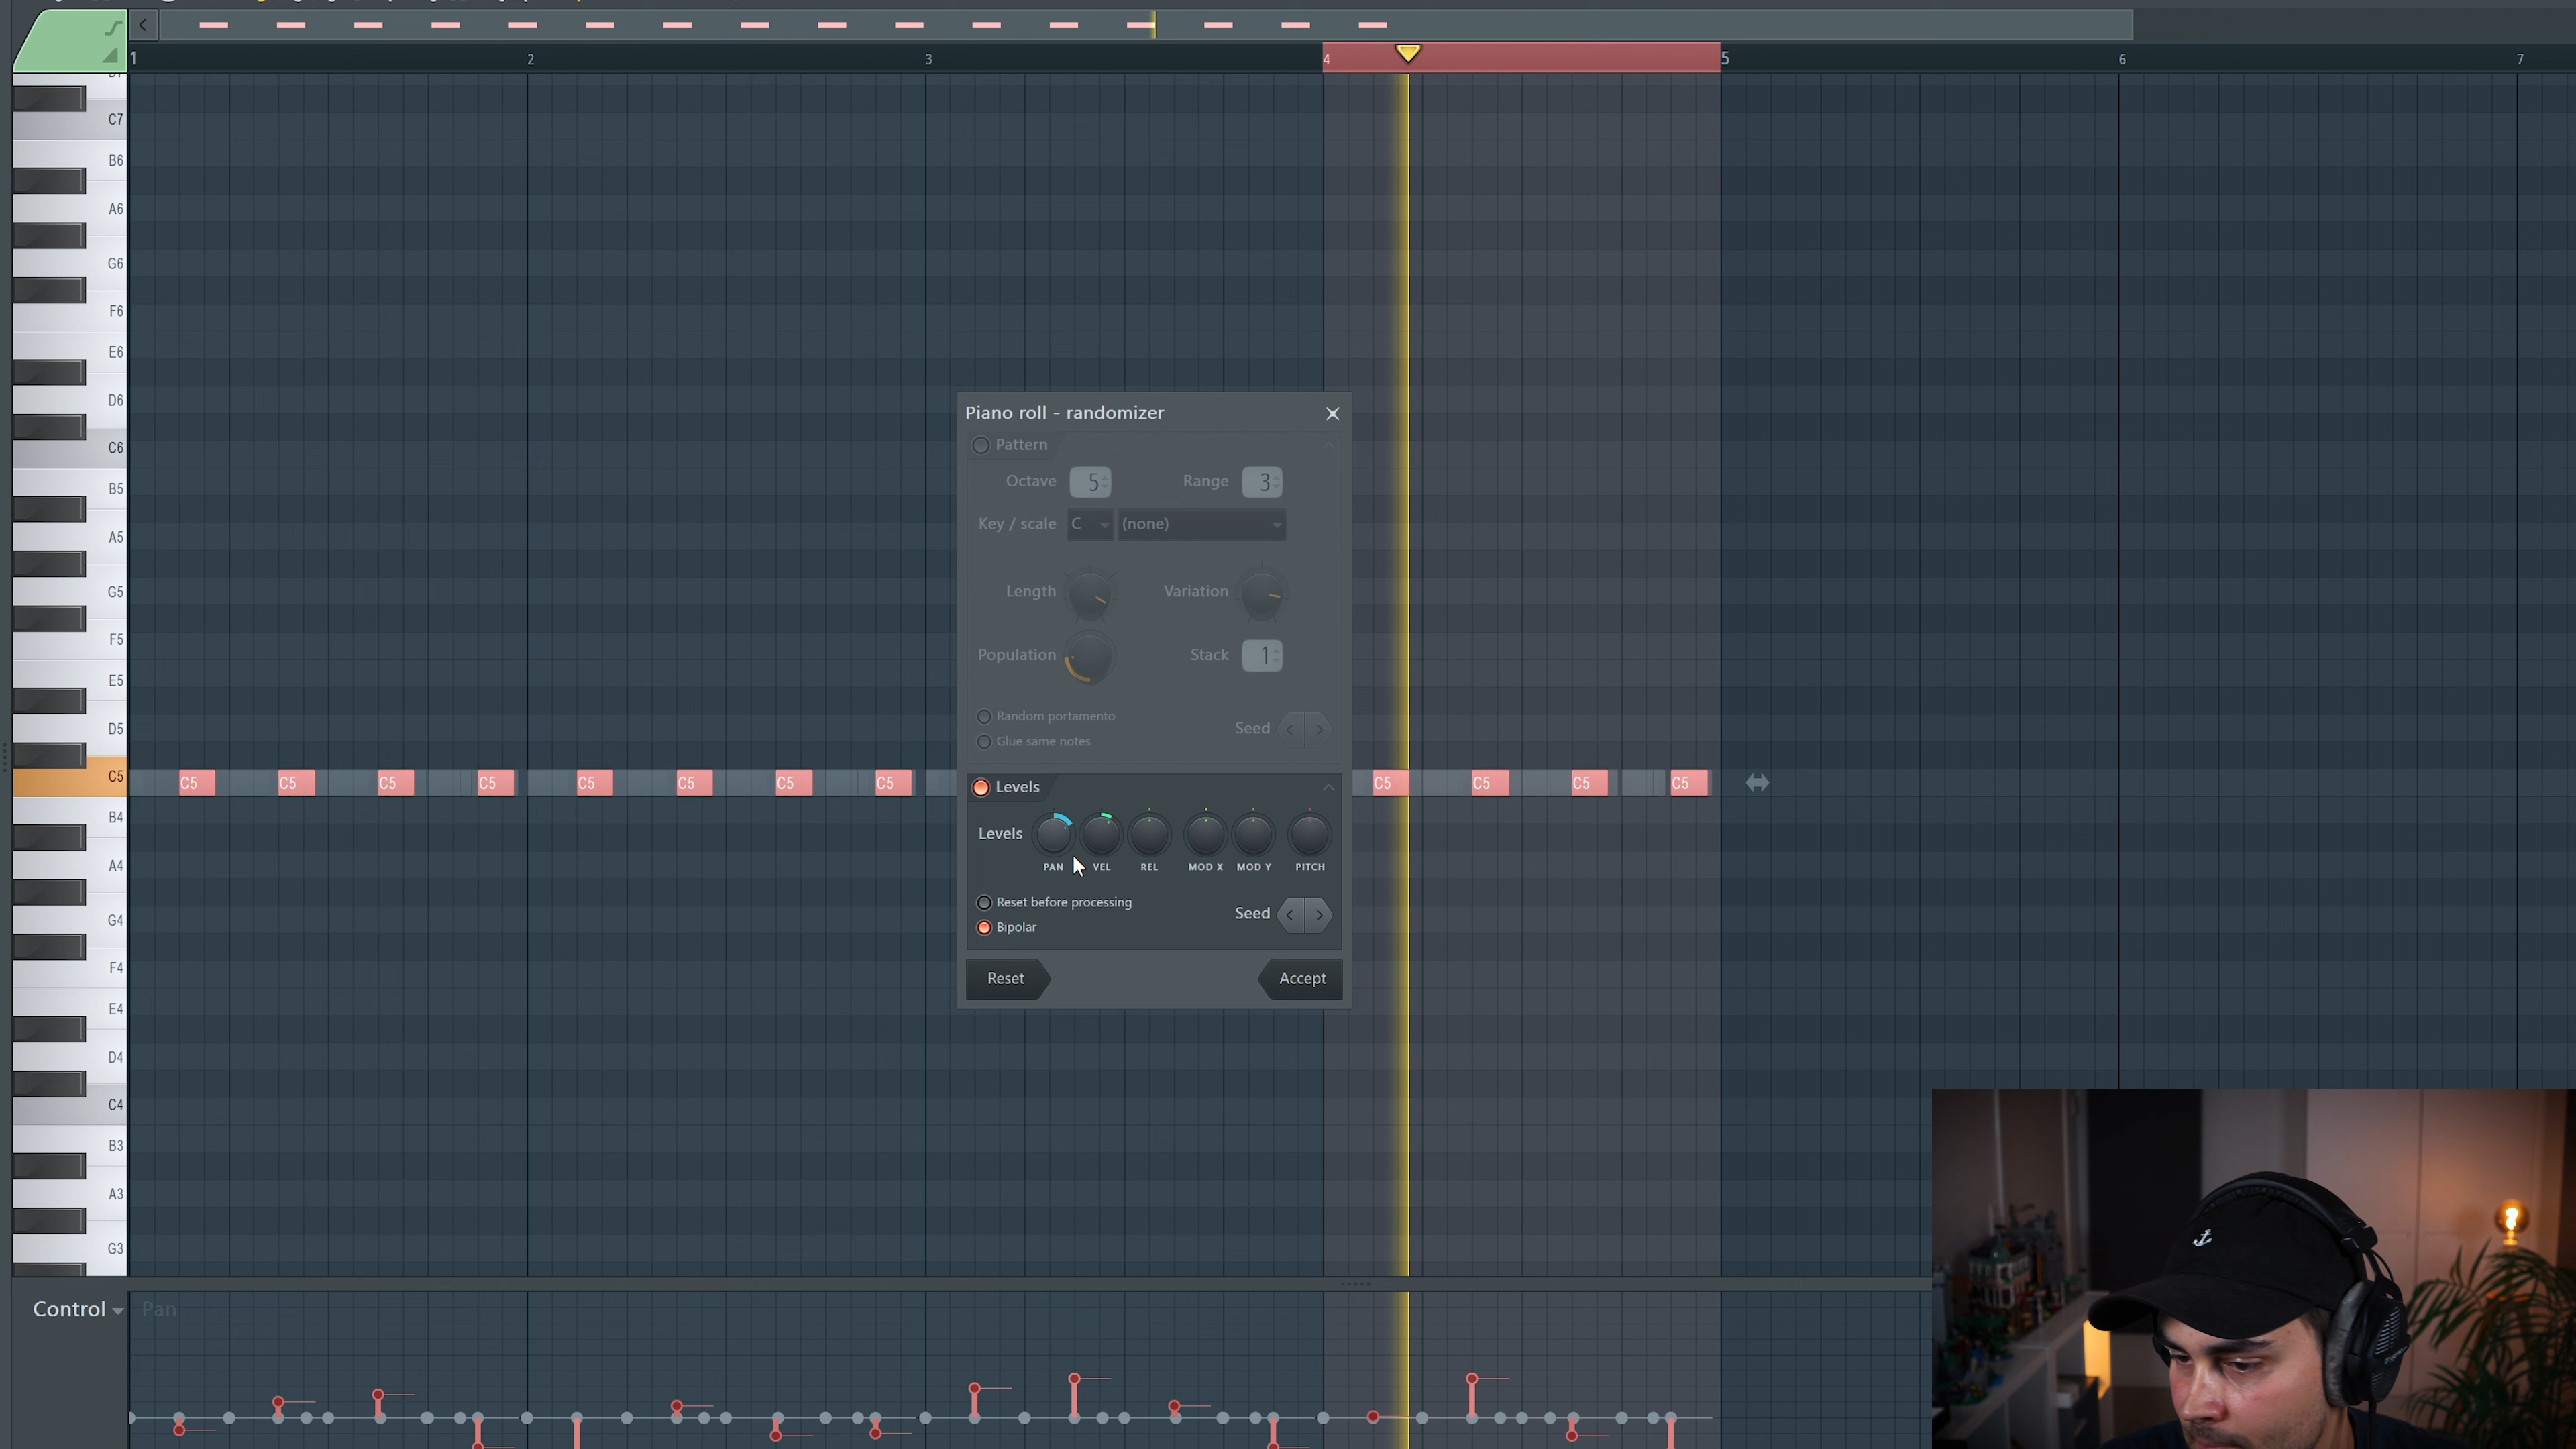 1 2 3 4 5 6 7
C7
B6
A6
G6
F6
E6
D6
C6
B5
A5
G5
F5
E5
D5
C5
B4
A4
G4
F4
E4
D4
C4
B3
A3
G3
C5 C5 C5 C5 C5 C5 C5 C5 C5 C5 C5 C5
Piano roll - randomizer
Pattern
Octave 5 Range 3
Key / scale C (none)
Length Variation
Population Stack 1
Random portamento
Seed
Glue same notes
Levels
Levels
PAN VEL REL MOD X MOD Y PITCH
Reset before processing
Seed
Bipolar
Reset Accept
Control Pan